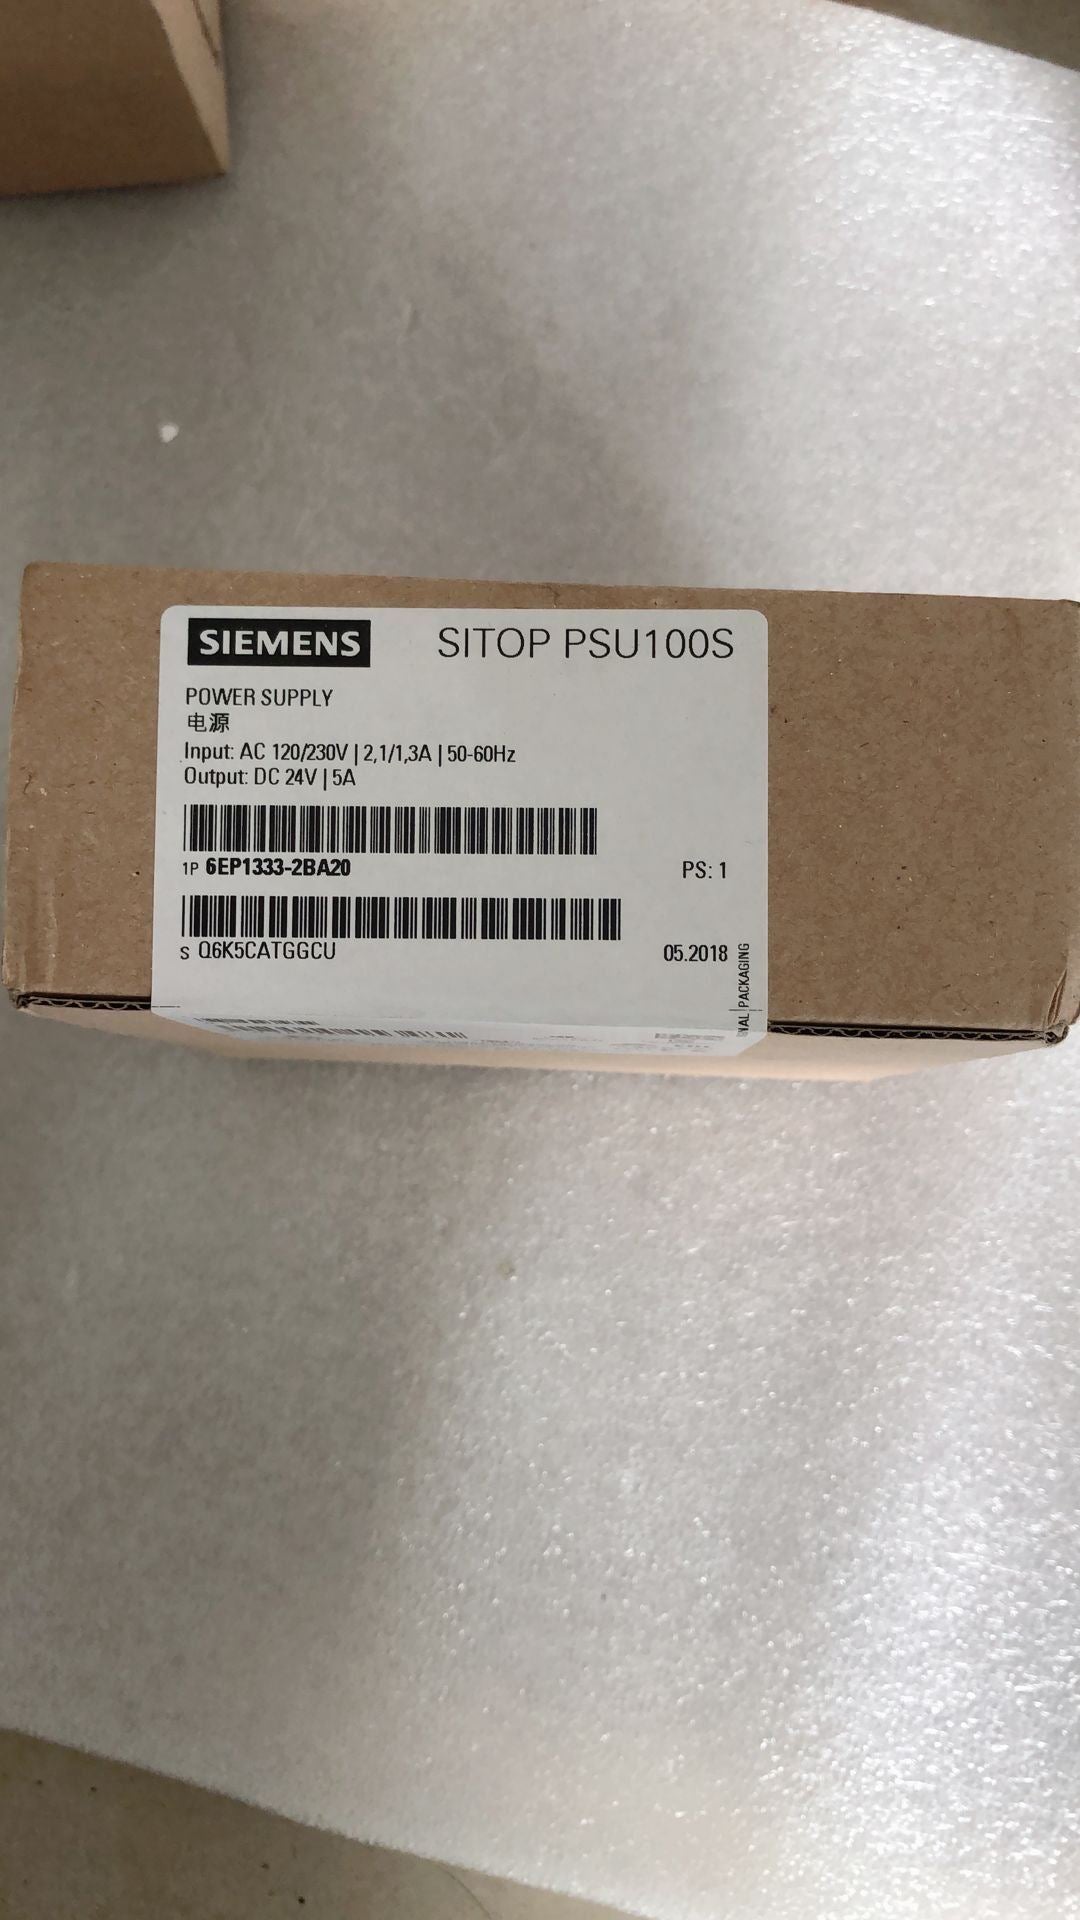 SIEMENS SITOP PSU100S
POWER SUPPLY
电源
Input: AC 120/230V | 2,1/1,3A | 50-60Hz
Output: DC 24V | 5A
1P 6EP1333-2BA20 PS: 1
S Q6K5CATGGCU 05.2018
PACKAGING